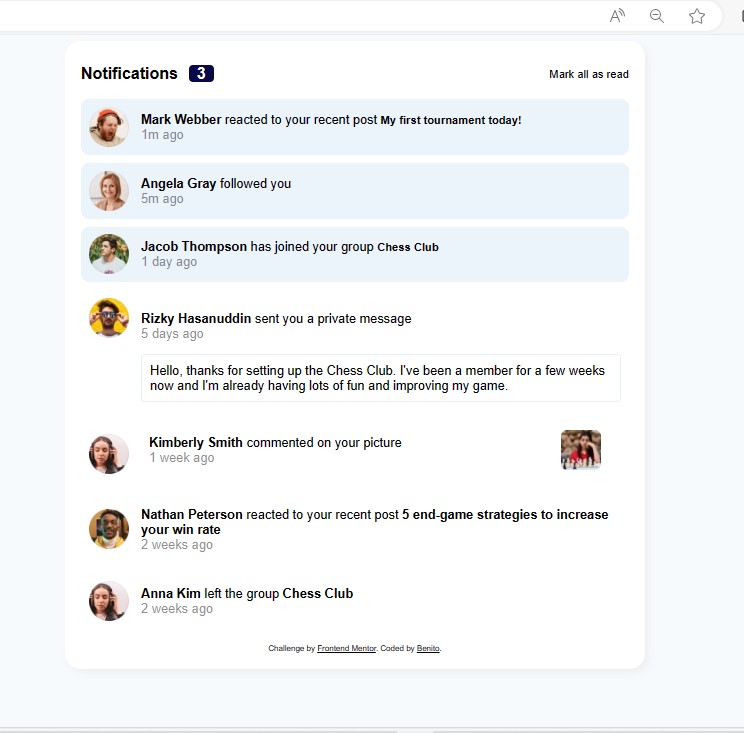 Notifications 3 Mark all as read
Mark Webber reacted to your recent post My first tournament today!
1m ago
Angela Gray followed you
5m ago
Jacob Thompson has joined your group Chess Club
1 day ago
Rizky Hasanuddin sent you a private message
5 days ago
Hello, thanks for setting up the Chess Club. I've been a member for a few weeks
now and I'm already having lots of fun and improving my game.
Kimberly Smith commented on your picture
1 week ago
Nathan Peterson reacted to your recent post 5 end-game strategies to increase
your win rate
2 weeks ago
Anna Kim left the group Chess Club
2 weeks ago
Challenge by Frontend Mentor. Coded by Benito.